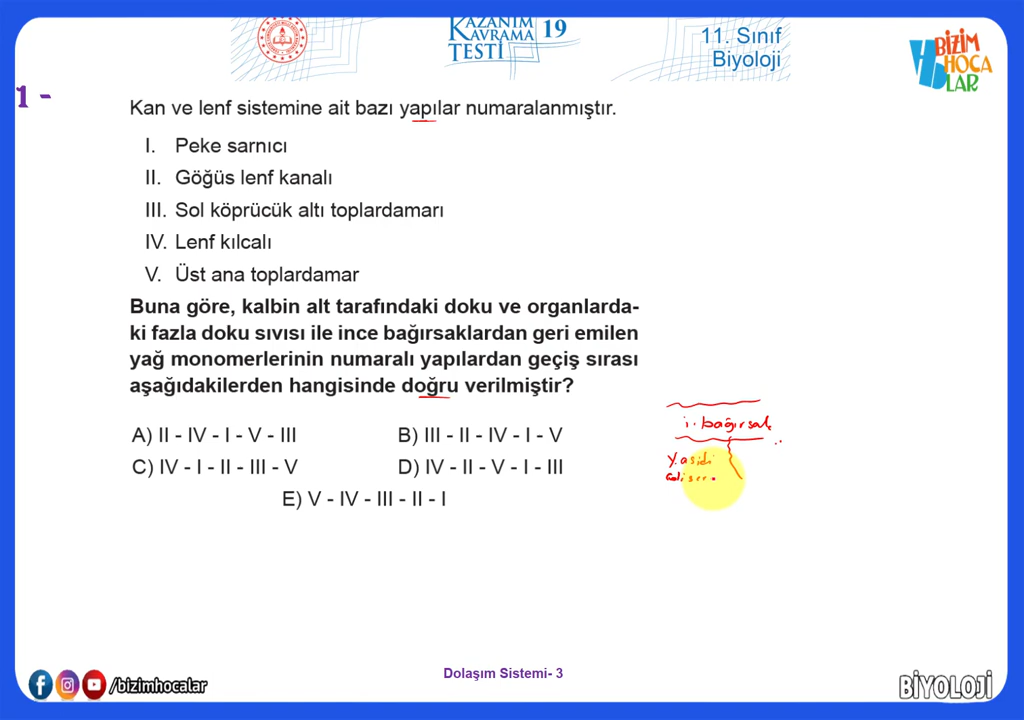 KAZANIM
KAVRAMA
TESTİ
19
11. Sınıf
Biyoloji
BİZİM
HOCA
LAR
1 -
Kan ve lenf sistemine ait bazı yapılar numaralanmıştır.
I. Peke sarnıcı
II. Göğüs lenf kanalı
III. Sol köprücük altı toplardamarı
IV. Lenf kılcalı
V. Üst ana toplardamar
Buna göre, kalbin alt tarafındaki doku ve organlarda-
ki fazla doku sıvısı ile ince bağırsaklardan geri emilen
yağ monomerlerinin numaralı yapılardan geçiş sırası
aşağıdakilerden hangisinde doğru verilmiştir?
A) II - IV - I - V - III
B) III - II - IV - I - V
C) IV - I - II - III - V
D) IV - II - V - I - III
E) V - IV - III - II - I
i. bağırsak
Y. asidi
Dolaşım Sistemi- 3
/bizimhocalar
BİYOLOJİ